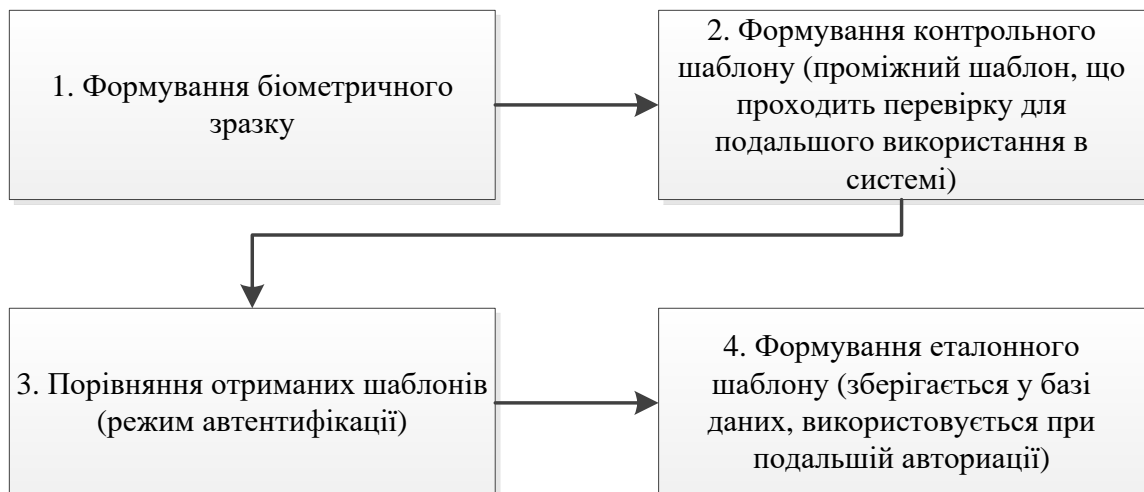 1. Формування біометричного
зразку
2. Формування контрольного
шаблону (проміжний шаблон, що
проходить перевірку для
подальшого використання в
системі)
3. Порівняння отриманих шаблонів
(режим автентифікації)
4. Формування еталонного
шаблону (зберігається у базі
даних, використовується при
подальшій авториації)